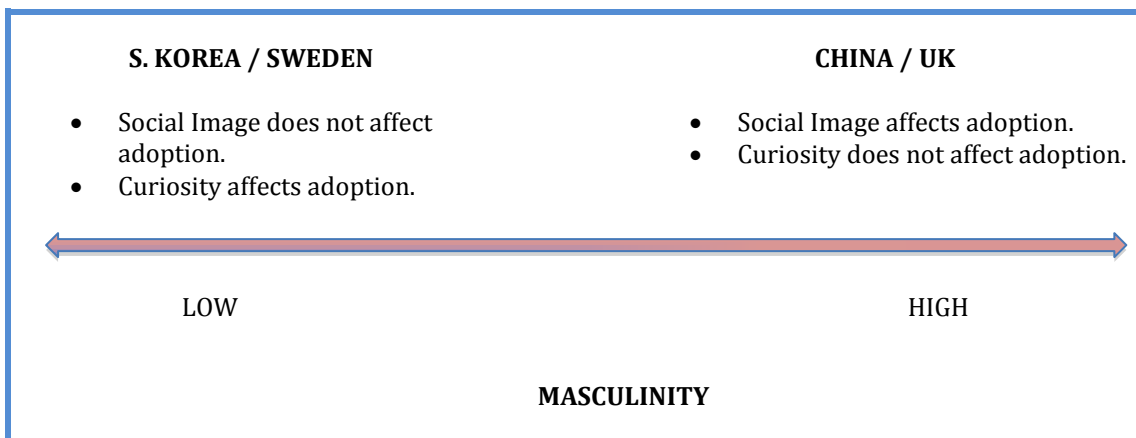 S. KOREA / SWEDEN
• Social Image does not affect
adoption.
• Curiosity affects adoption.
CHINA / UK
• Social Image affects adoption.
• Curiosity does not affect adoption.
LOW
HIGH
MASCULINITY